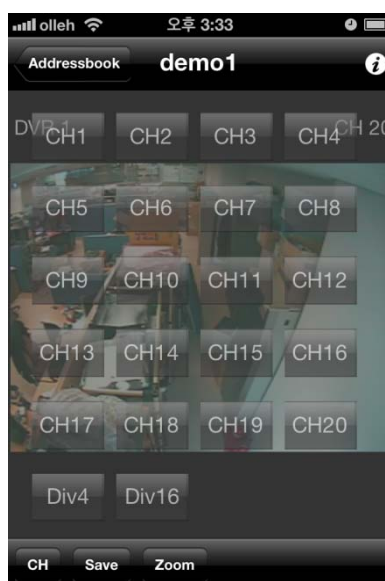 olleh 오후 3:33
Addressbook demo1 i
DVR 1 CH 20
CH1 CH2 CH3 CH4
CH5 CH6 CH7 CH8
CH9 CH10 CH11 CH12
CH13 CH14 CH15 CH16
CH17 CH18 CH19 CH20
Div4 Div16
CH Save Zoom